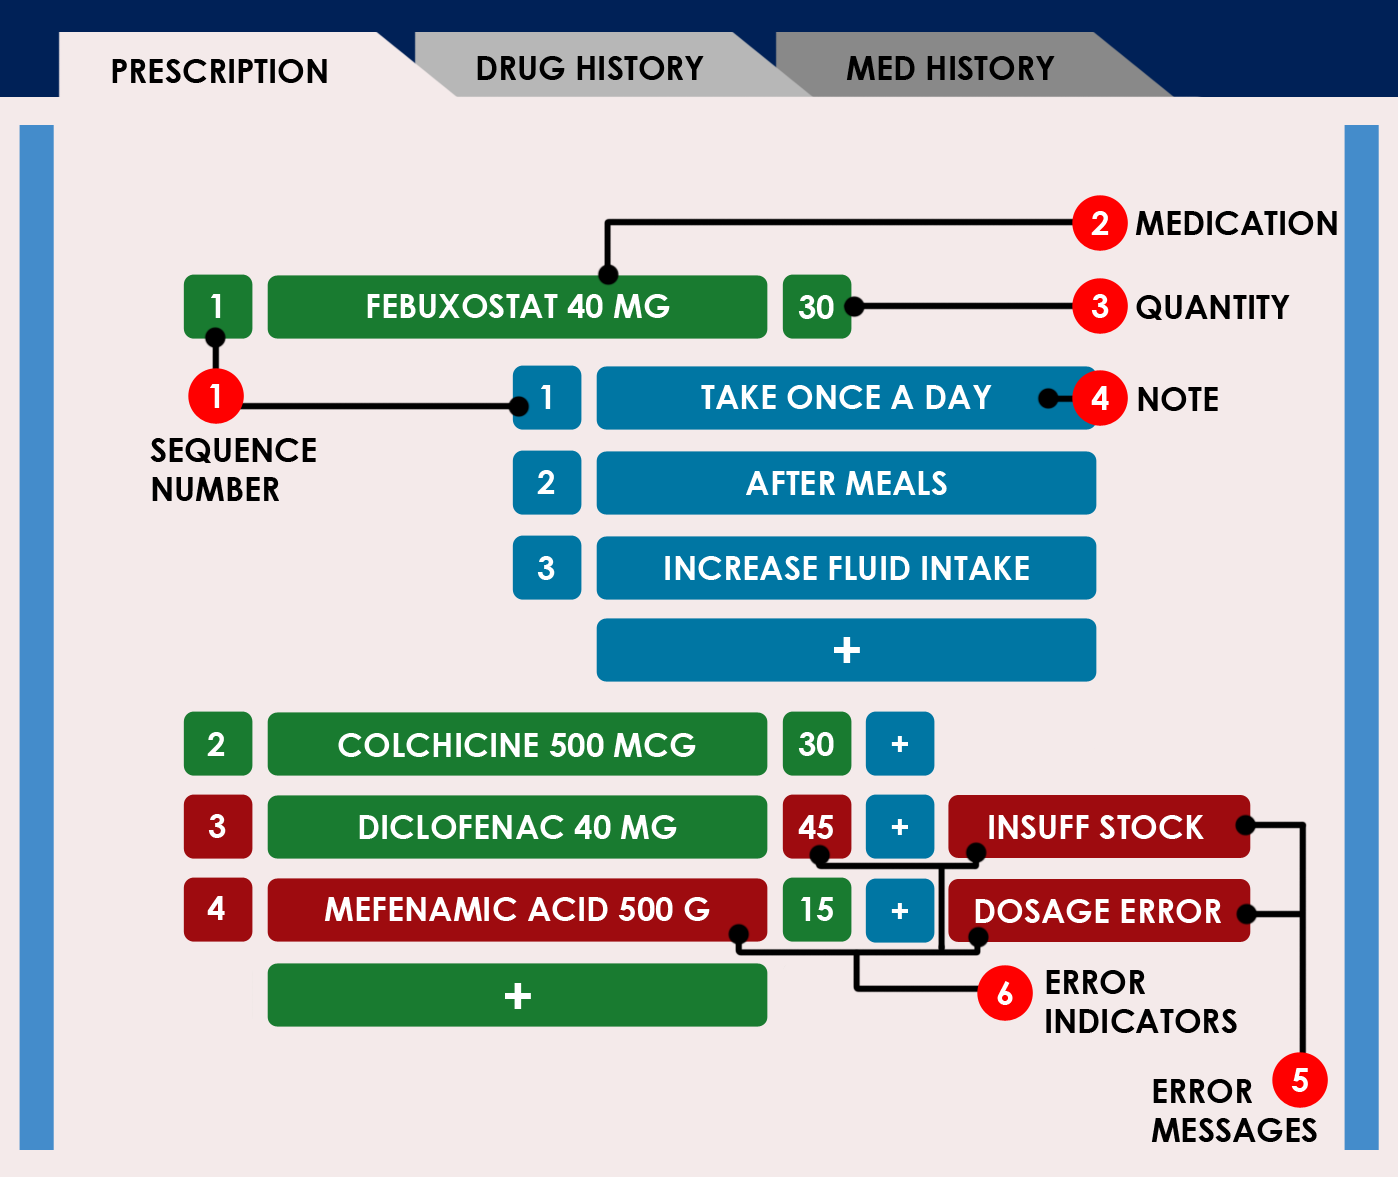 PRESCRIPTION DRUG HISTORY MED HISTORY
2 MEDICATION
1 FEBUXOSTAT 40 MG 30 3 QUANTITY
1 1 TAKE ONCE A DAY 4 NOTE
SEQUENCE
NUMBER
2 AFTER MEALS
3 INCREASE FLUID INTAKE
+
2 COLCHICINE 500 MCG 30 +
3 DICLOFENAC 40 MG 45 + INSUFF STOCK
4 MEFENAMIC ACID 500 G 15 + DOSAGE ERROR
+
6 ERROR
INDICATORS
5 ERROR
MESSAGES